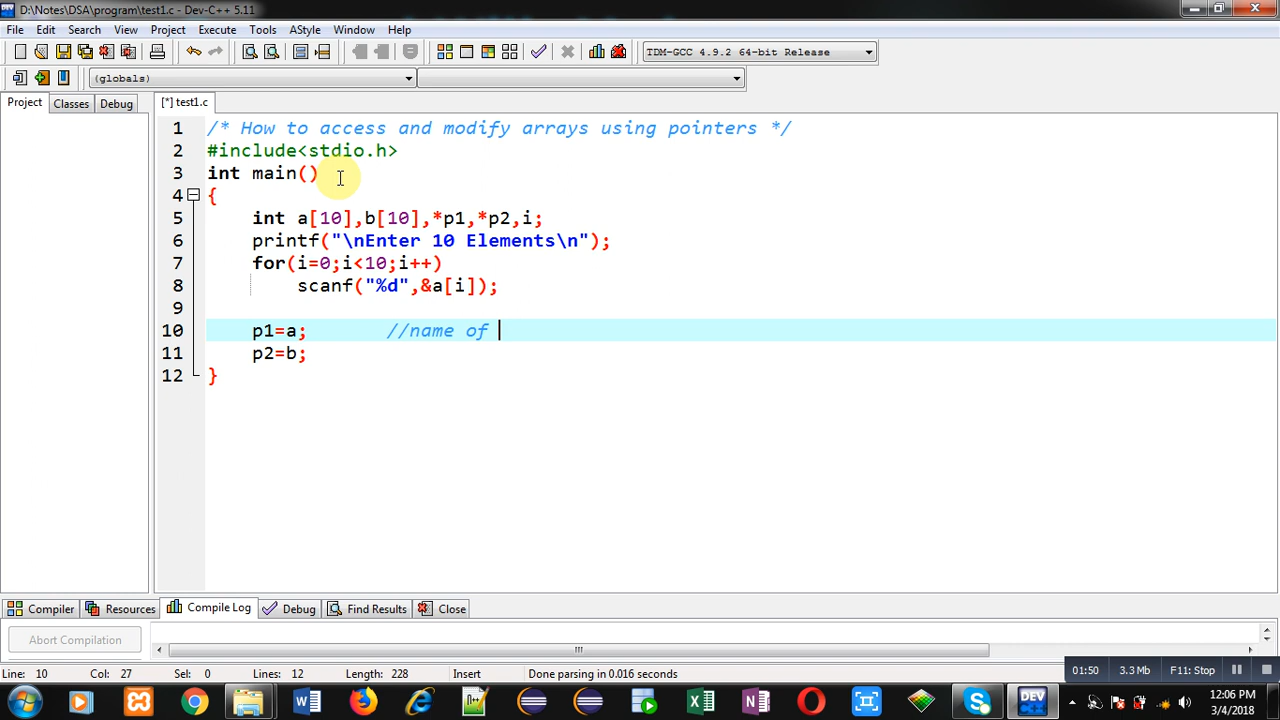 D:\Notes\DSA\program\test1.c - Dev-C++ 5.11
File Edit Search View Project Execute Tools AStyle Window Help
TDM-GCC 4.9.2 64-bit Release
(globals)
Project Classes Debug [*] test1.c
1 /* How to access and modify arrays using pointers */
2 #include<stdio.h>
3 int main()
4 {
5 int a[10],b[10],*p1,*p2,i;
6 printf("\nEnter 10 Elements\n");
7 for(i=0;i<10;i++)
8 scanf("%d",&a[i]);
9
10 p1=a; //name of
11 p2=b;
12 }
Compiler Resources Compile Log Debug Find Results Close
Abort Compilation
Line: 10 Col: 27 Sel: 0 Lines: 12 Length: 228 Insert Done parsing in 0.016 seconds
01:50 3.3 Mb F11: Stop
DEV
12:06 PM
3/4/2018